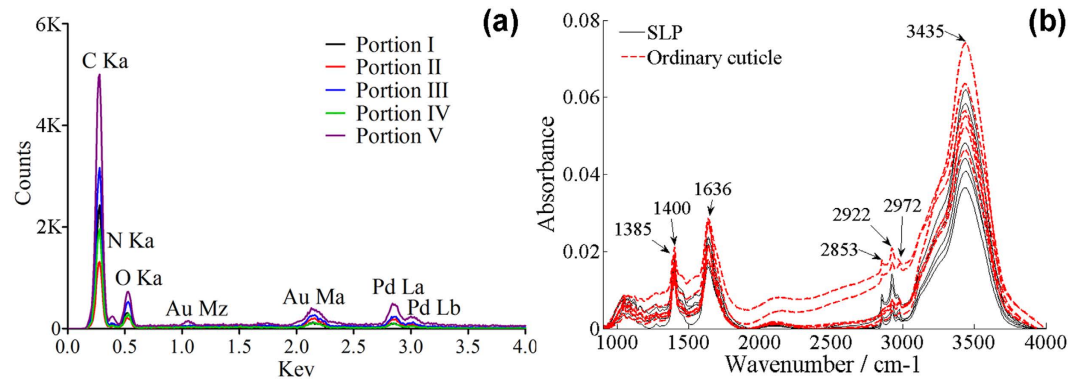 (a)
6K
4K
2K
0
Counts
C Ka
N Ka
O Ka
Au Mz
Au Ma
Pd La
Pd Lb
Portion I
Portion II
Portion III
Portion IV
Portion V
0.0 0.5 1.0 1.5 2.0 2.5 3.0 3.5 4.0
Kev
(b)
0.08
0.06
0.04
0.02
0
Absorbance
SLP
Ordinary cuticle
3435
1385
1400
1636
2853
2922
2972
1000 1500 2000 2500 3000 3500 4000
Wavenumber / cm-1